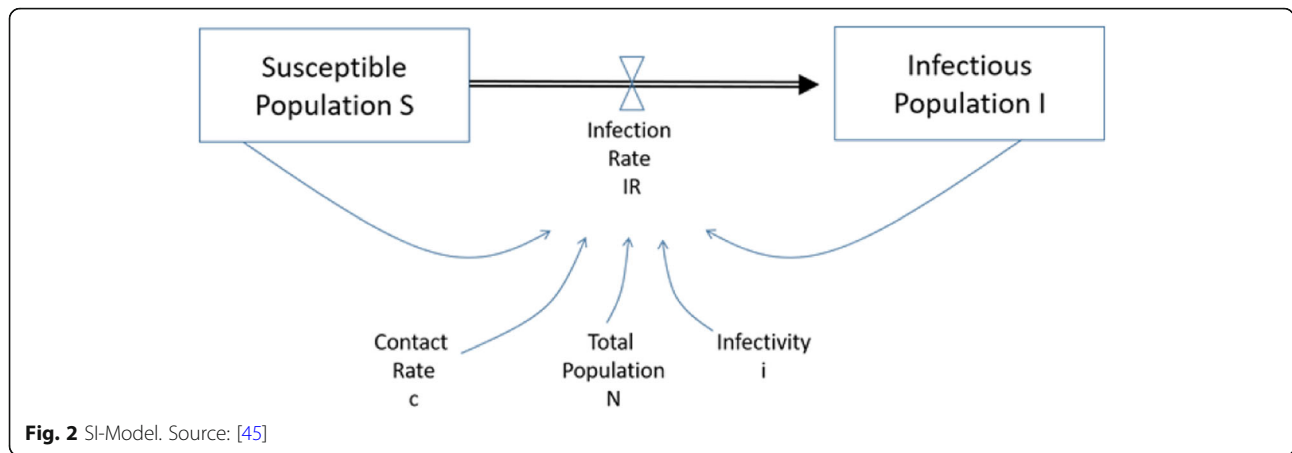 Susceptible
Population S
Infectious
Population I
Infection
Rate
IR
Contact
Rate
c
Total
Population
N
Infectivity
i
Fig. 2 SI-Model. Source: [45]